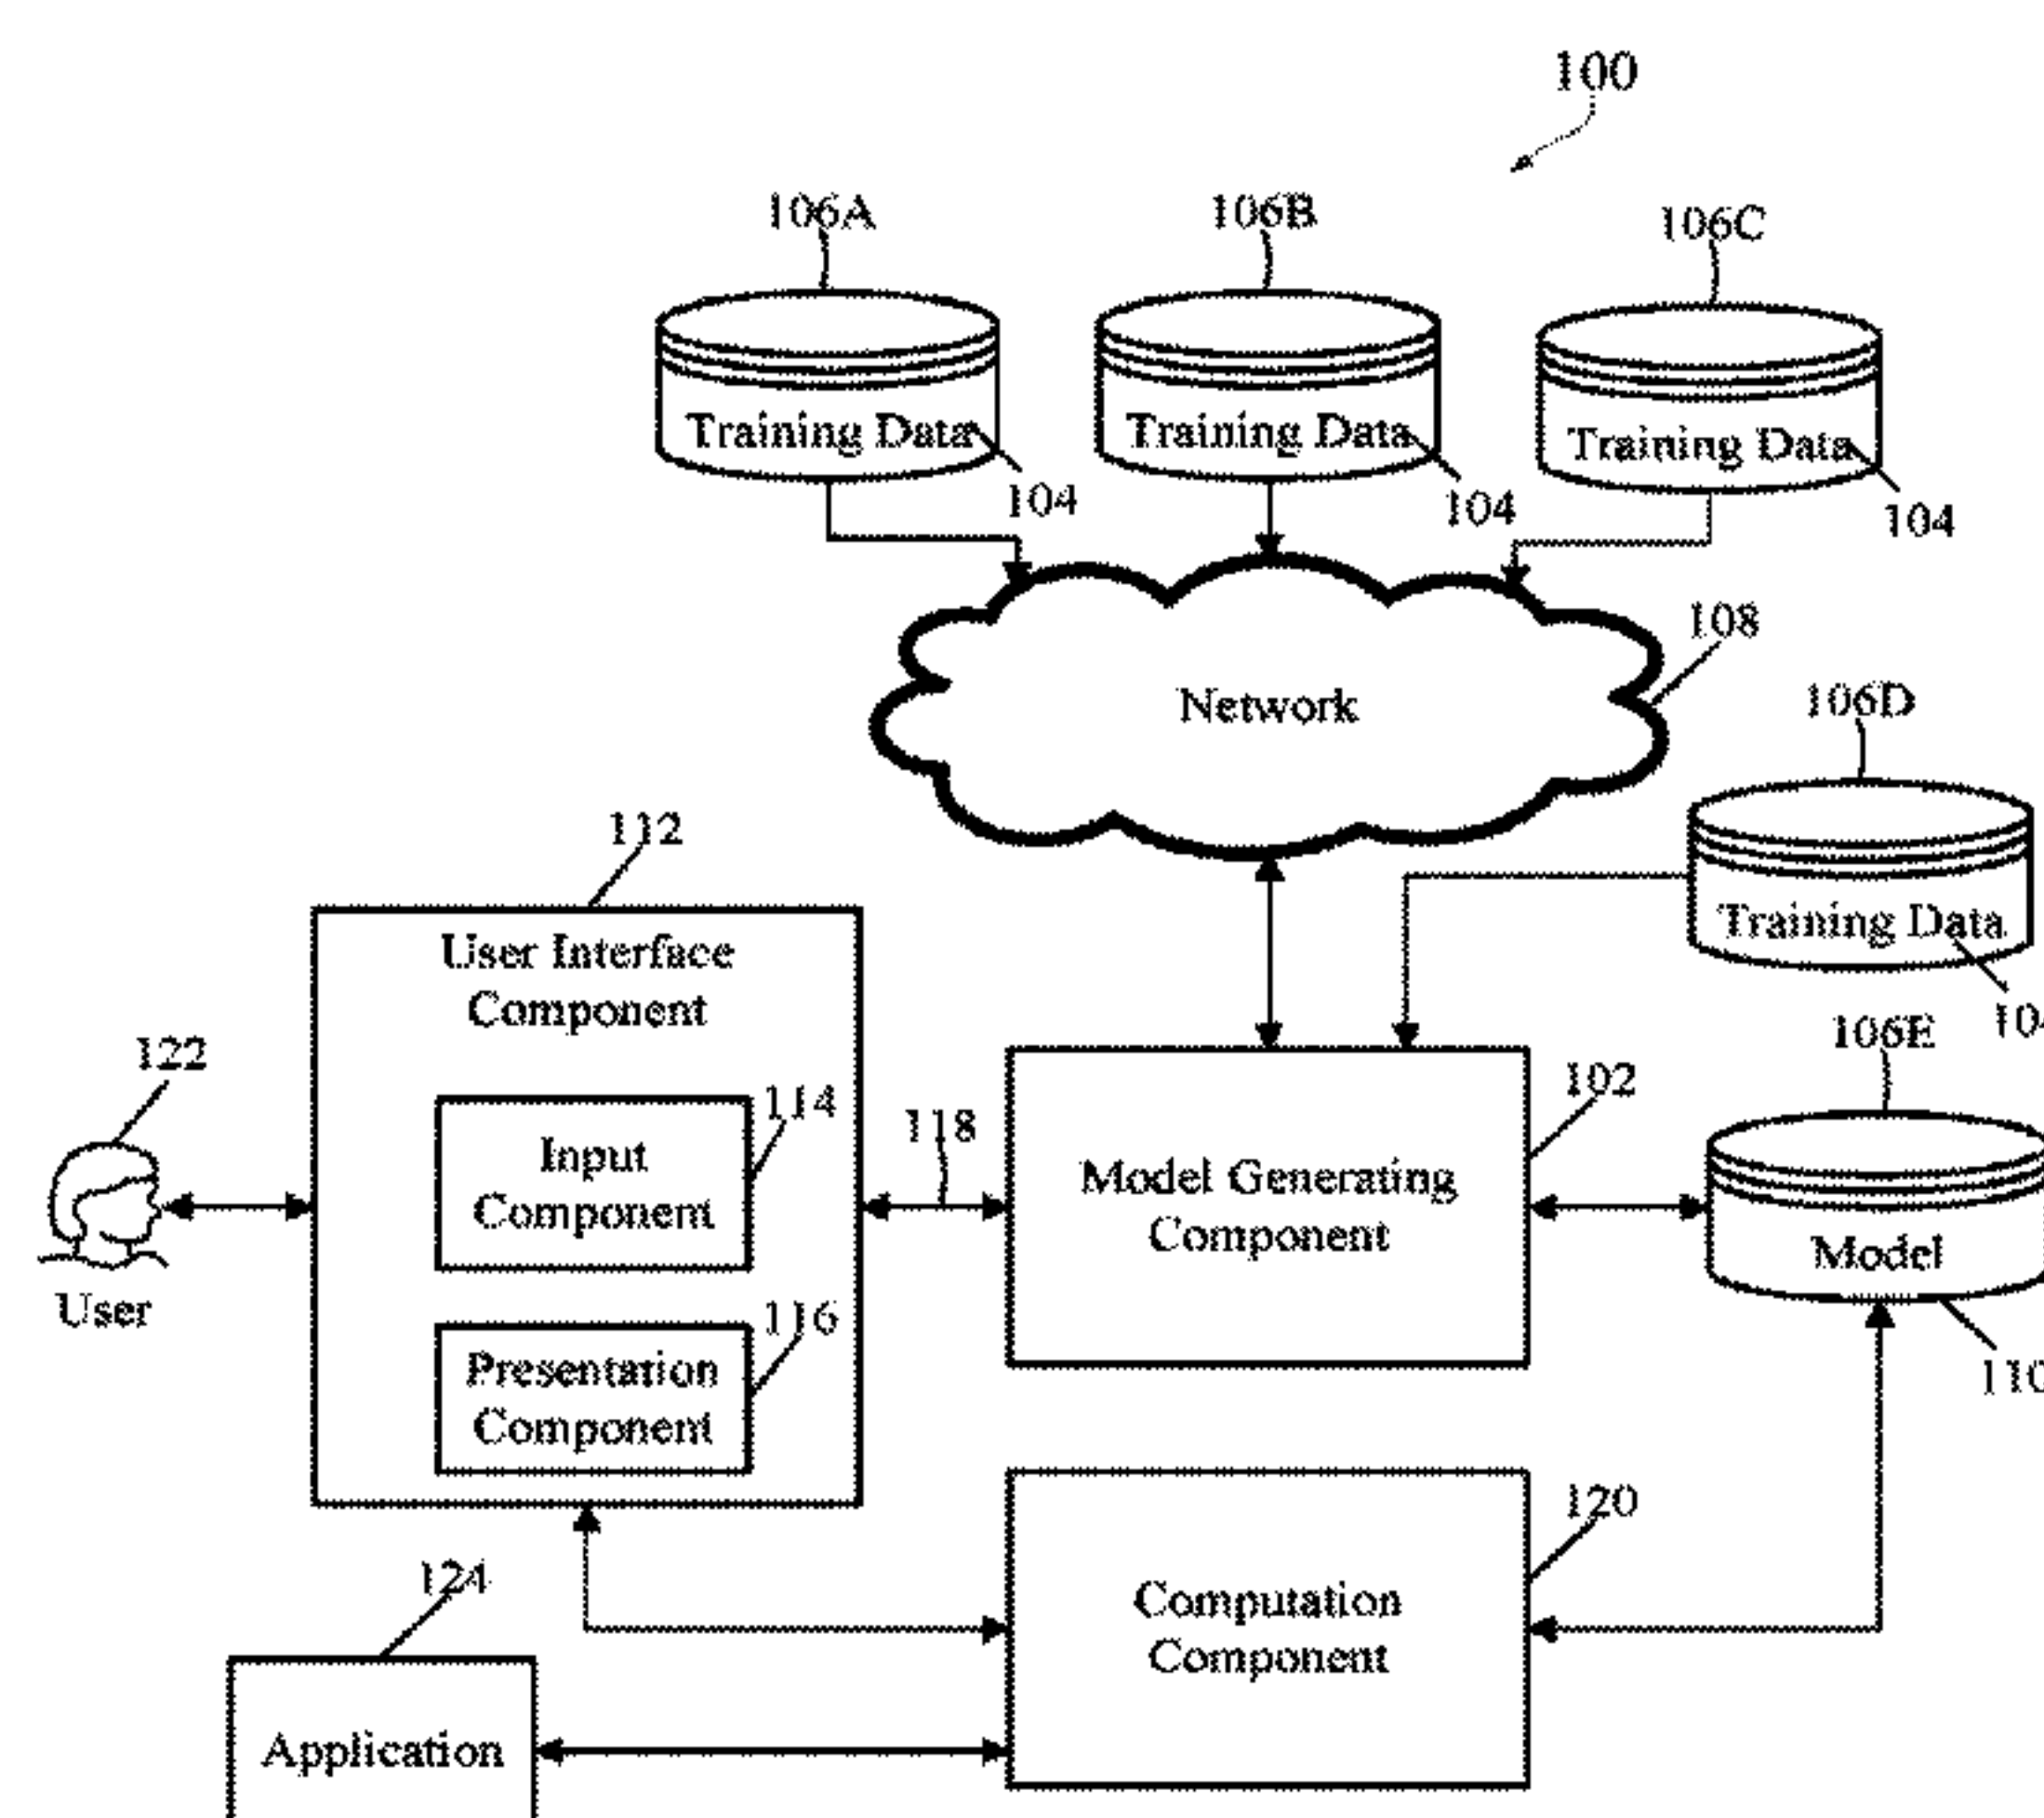 100
106A
106B
106C
Training Data
Training Data
Training Data
104
104
104
108
Network
106D
112
Training Data
User Interface
Component
106E
122
102
114
118
Input
Component
Model Generating
Component
Model
User
116
Presentation
Component
110
120
124
Computation
Component
Application